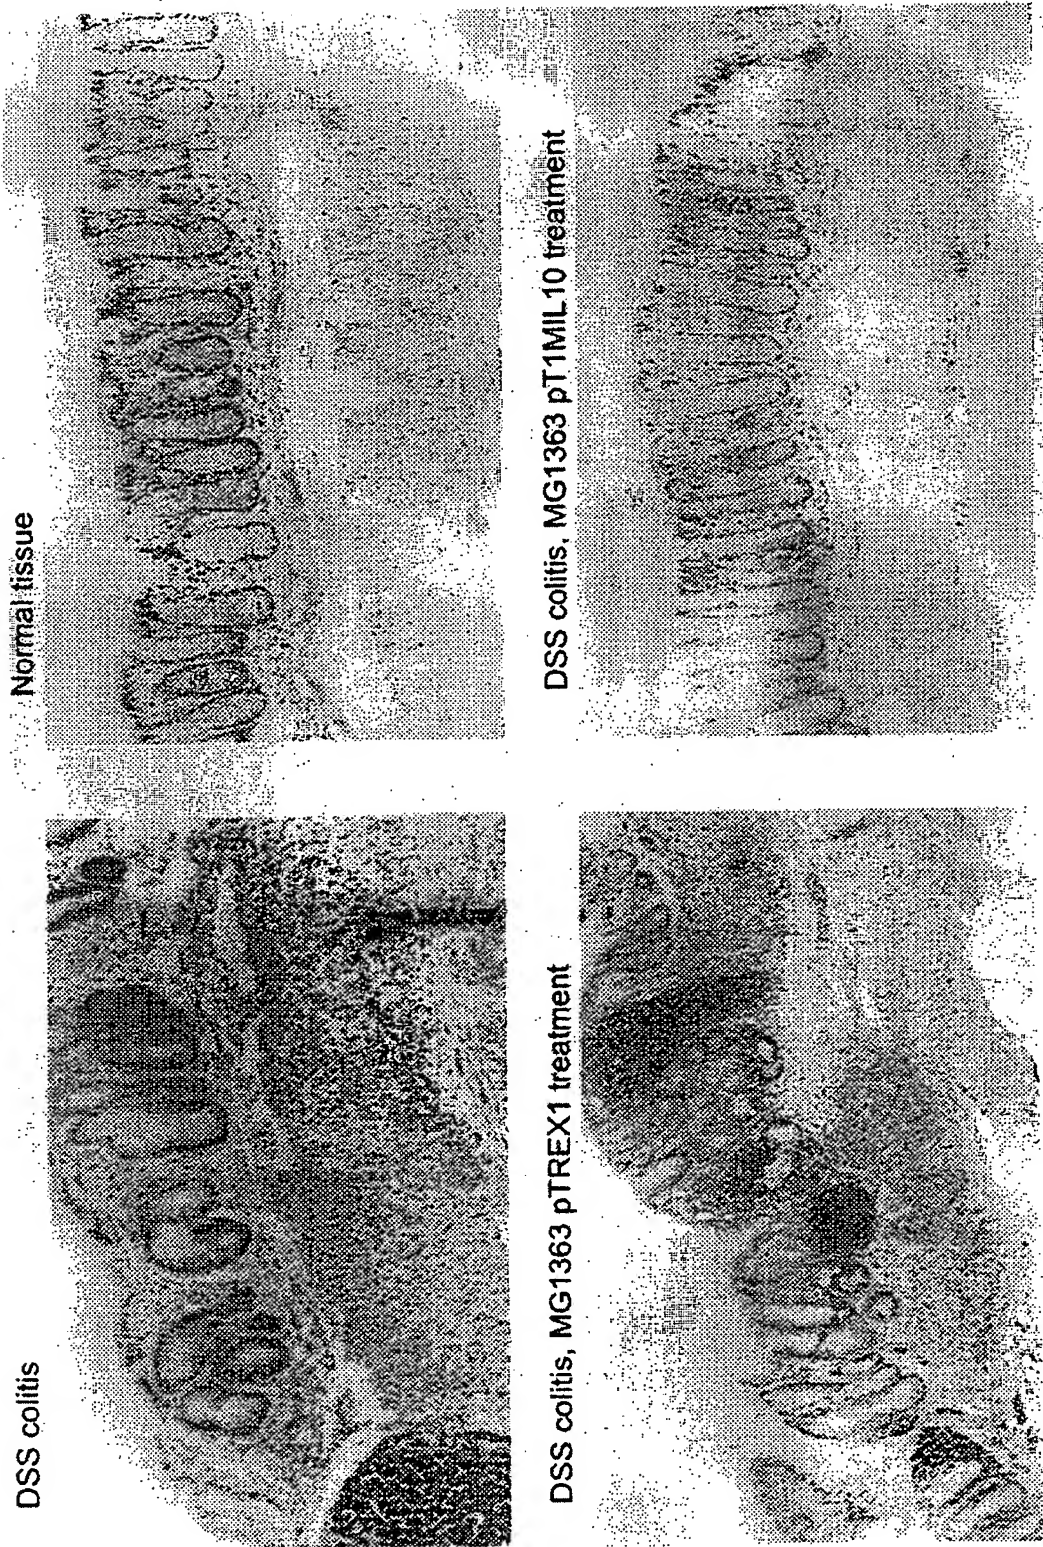 DSS colitis
Normal tissue
DSS colitis, MG1363 pTREX1 treatment
DSS colitis, MG1363 pT1MIL10 treatment